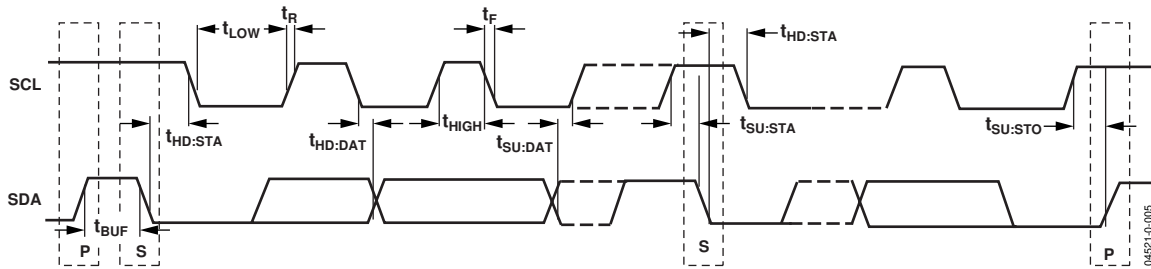 tR
tF
tLOW
tHD:STA
SCL
tHD:STA
tHD:DAT
tHIGH
tSU:DAT
tSU:STA
tSU:STO
SDA
tBUF
P
S
S
P
04521-0-005